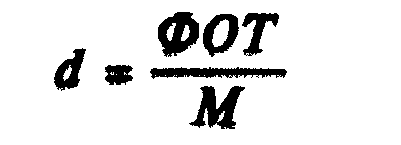 d = ФОТ / М